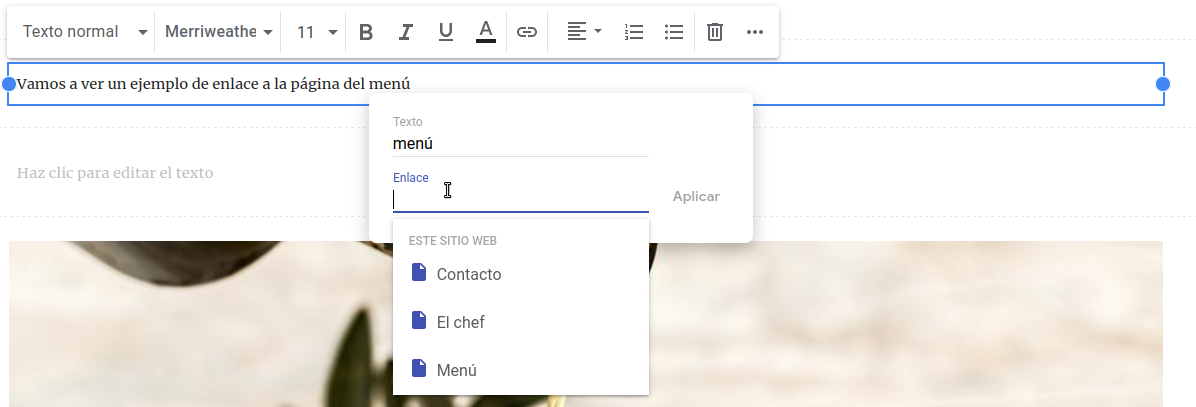 Texto normal Merriweathe 11 B I U A
Vamos a ver un ejemplo de enlace a la página del menú
Texto
menú
Haz clic para editar el texto
Enlace
Aplicar
ESTE SITIO WEB
Contacto
El chef
Menú